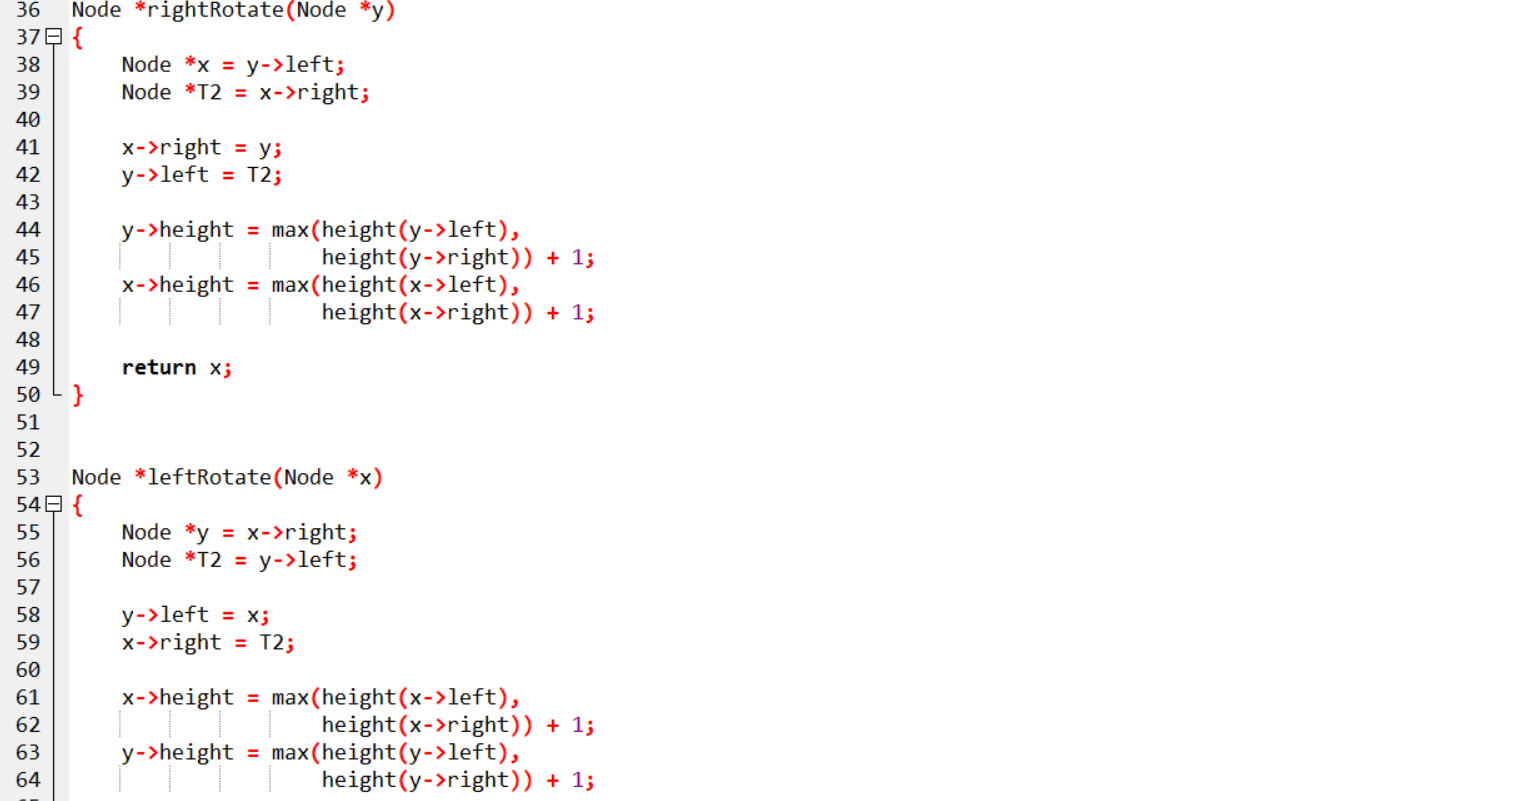 36 Node *rightRotate(Node *y)
37 {
38     Node *x = y->left;
39     Node *T2 = x->right;
40
41     x->right = y;
42     y->left = T2;
43
44     y->height = max(height(y->left),
45                     height(y->right)) + 1;
46     x->height = max(height(x->left),
47                     height(x->right)) + 1;
48
49     return x;
50 }
51
52
53 Node *leftRotate(Node *x)
54 {
55     Node *y = x->right;
56     Node *T2 = y->left;
57
58     y->left = x;
59     x->right = T2;
60
61     x->height = max(height(x->left),
62                     height(x->right)) + 1;
63     y->height = max(height(y->left),
64                     height(y->right)) + 1;